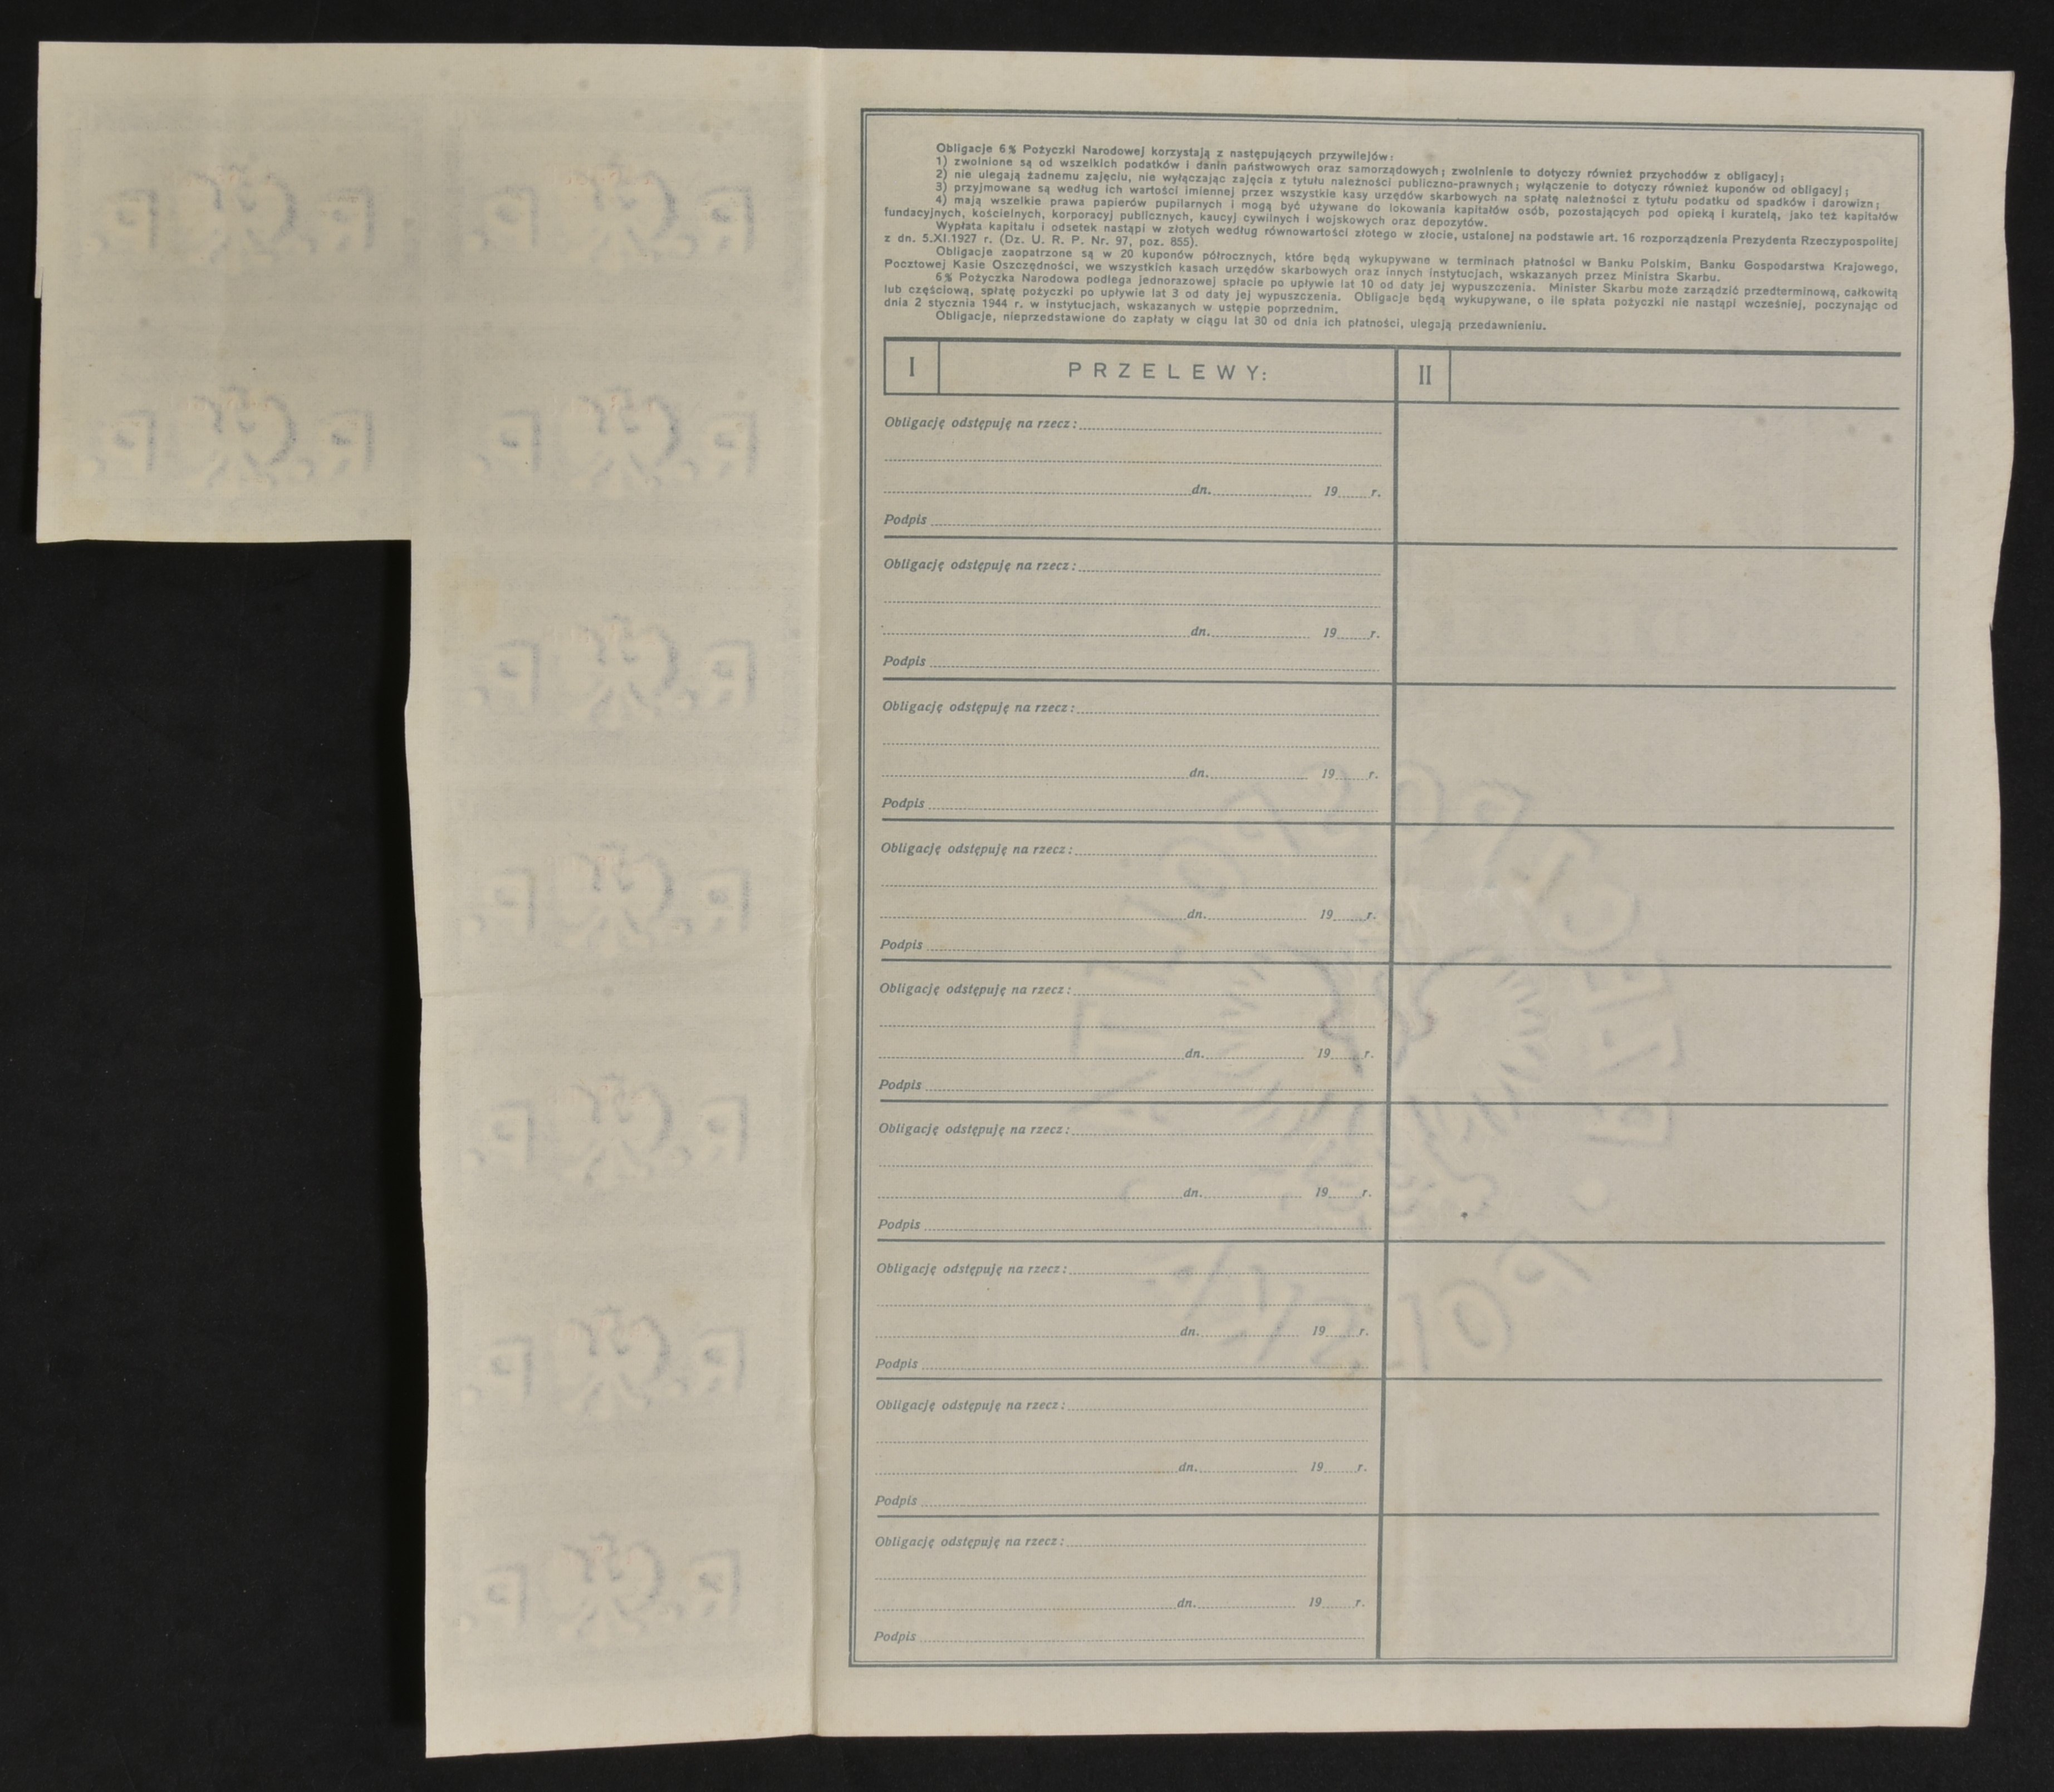 Obligacje 6% Pożyczki Narodowej korzystają z następujących przywilejów:
1) zwolnione są od wszelkich podatków i danin państwowych oraz samorządowych; zwolnienie to dotyczy również przychodów z obligacyj;
2) nie ulegają żadnemu zajęciu, nie wyłączając zajęcia z tytułu należności publiczno-prawnych; wyłączenie to dotyczy również kuponów od obligacyj;
3) przyjmowane są według ich wartości imiennej przez wszystkie kasy urzędów skarbowych na spłatę należności z tytułu podatku od spadków i darowizn;
4) mają wszelkie prawa papierów pupilarnych i mogą być używane do lokowania kapitałów osób, pozostających pod opieką i kuratelą, jako też kapitałów
fundacyjnych, kościelnych, korporacyj publicznych, kaucyj cywilnych i wojskowych oraz depozytów.
Wypłata kapitału i odsetek nastąpi w złotych według równowartości złotego w złocie, ustalonej na podstawie art. 16 rozporządzenia Prezydenta Rzeczypospolitej
z dn. 5.XI.1927 r. (Dz. U. R. P. Nr. 97, poz. 855).
Obligacje zaopatrzone są w 20 kuponów półrocznych, które będą wykupywane w terminach płatności w Banku Polskim, Banku Gospodarstwa Krajowego,
Pocztowej Kasie Oszczędności, we wszystkich kasach urzędów skarbowych oraz innych instytucjach, wskazanych przez Ministra Skarbu.
6% Pożyczka Narodowa podlega jednorazowej spłacie po upływie lat 10 od daty jej wypuszczenia. Minister Skarbu może zarządzić przedterminową, całkowitą
lub częściową, spłatę pożyczki po upływie lat 3 od daty jej wypuszczenia. Obligacje będą wykupywane, o ile spłata pożyczki nie nastąpi wcześniej, poczynając od
dnia 2 stycznia 1944 r. w instytucjach, wskazanych w ustępie poprzednim.
Obligacje, nieprzedstawione do zapłaty w ciągu lat 30 od dnia ich płatności, ulegają przedawnieniu.
I PRZELEWY: II
Obligację odstępuję na rzecz:
dn. 19 r.
Podpis
Obligację odstępuję na rzecz:
dn. 19 r.
Podpis
Obligację odstępuję na rzecz:
dn. 19 r.
Podpis
Obligację odstępuję na rzecz:
dn. 19 r.
Podpis
Obligację odstępuję na rzecz:
dn. 19 r.
Podpis
Obligację odstępuję na rzecz:
dn. 19 r.
Podpis
Obligację odstępuję na rzecz:
dn. 19 r.
Podpis
Obligację odstępuję na rzecz:
dn. 19 r.
Podpis
Obligację odstępuję na rzecz:
dn. 19 r.
Podpis